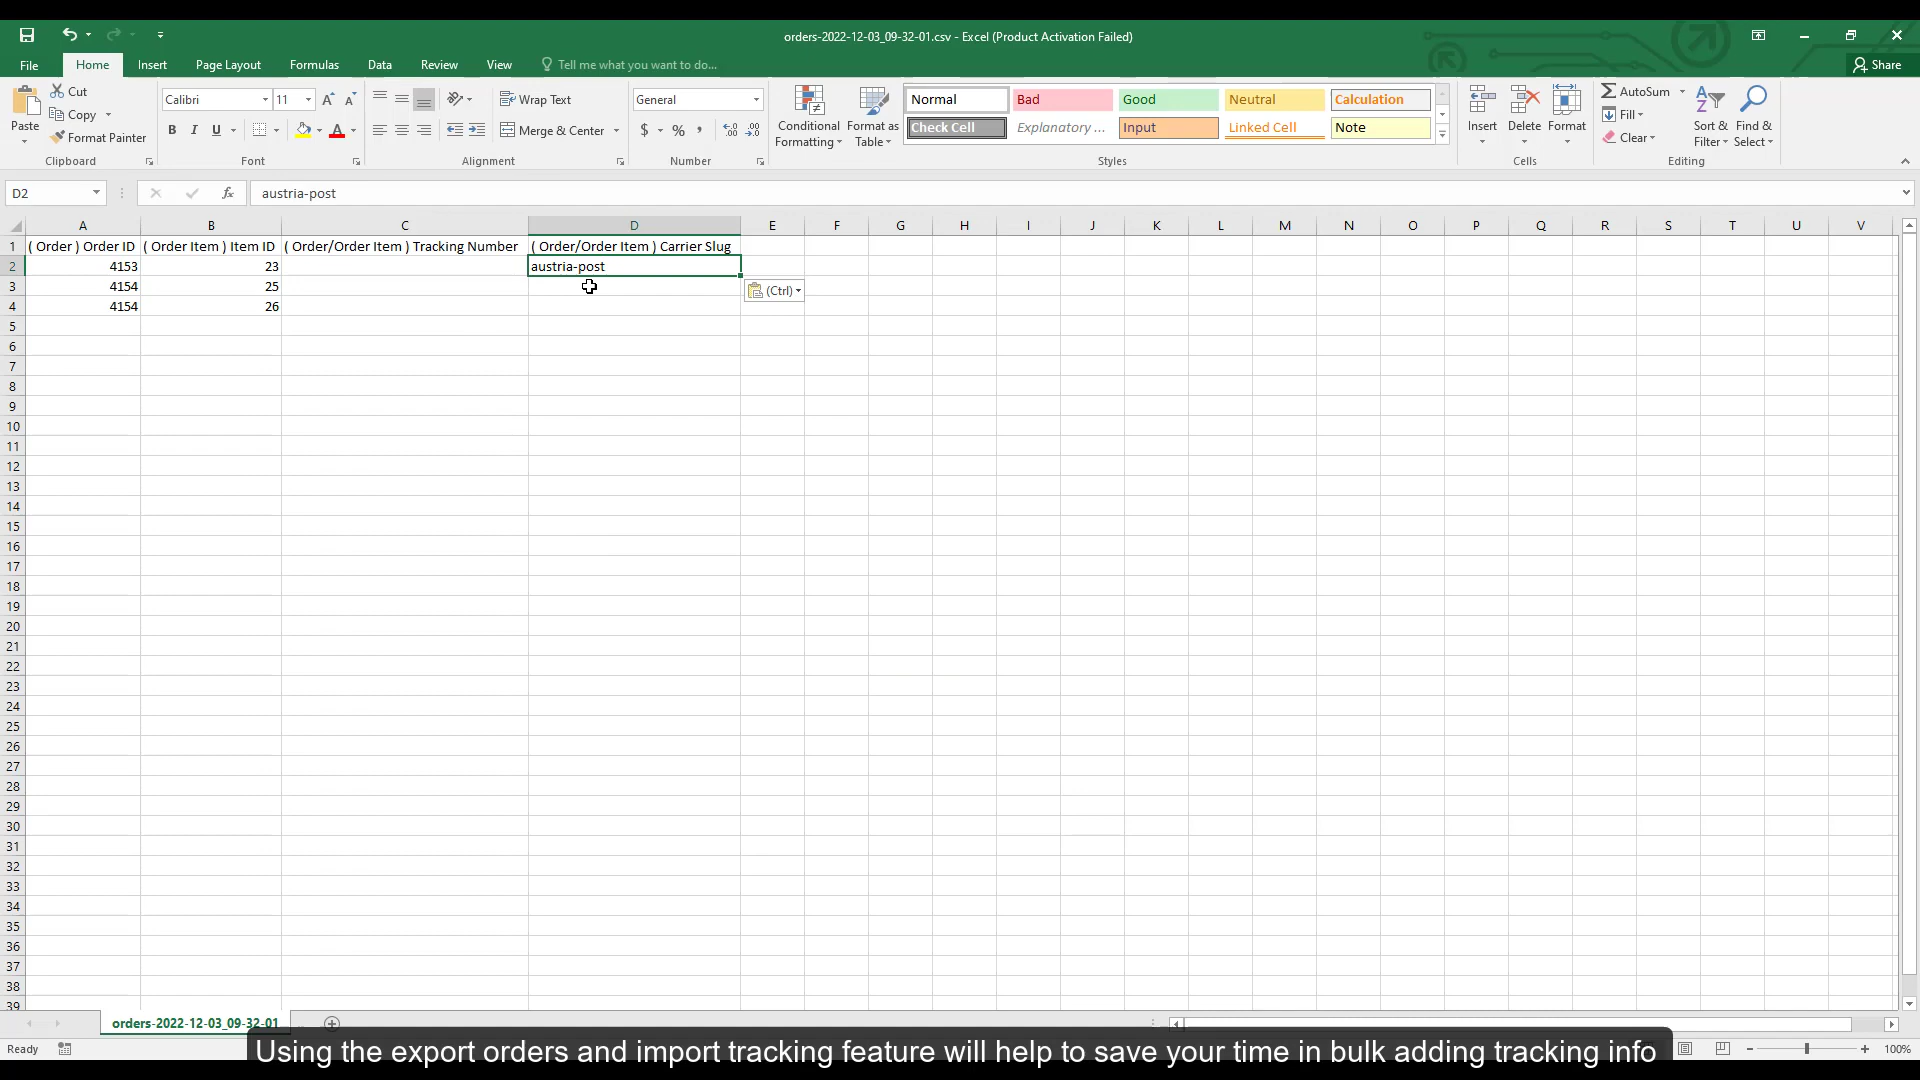 orders-2022-12-03_09-32-01.csv - Excel (Product Activation Failed)
File Home Insert Page Layout Formulas Data Review View Tell me what you want to do... Share
Paste Cut Copy Format Painter Clipboard
Calibri 11 B I U A A A Font
Wrap Text Merge & Center Alignment
General $ % , Number
Conditional Formatting Format as Table
Normal Bad Good Neutral Calculation
Check Cell Explanatory ... Input Linked Cell Note
Styles
Insert Delete Format Cells
AutoSum Fill Clear Sort & Filter Find & Select Editing
D2 fx austria-post
A B C D E F G H I J K L M N O P Q R S T U V
1 ( Order ) Order ID ( Order Item ) Item ID ( Order/Order Item ) Tracking Number ( Order/Order Item ) Carrier Slug
2 4153 23 austria-post
3 4154 25 (Ctrl)
4 4154 26
5
6
7
8
9
10
11
12
13
14
15
16
17
18
19
20
21
22
23
24
25
26
27
28
29
30
31
32
33
34
35
36
37
38
39
orders-2022-12-03_09-32-01
Ready 100%
Using the export orders and import tracking feature will help to save your time in bulk adding tracking info